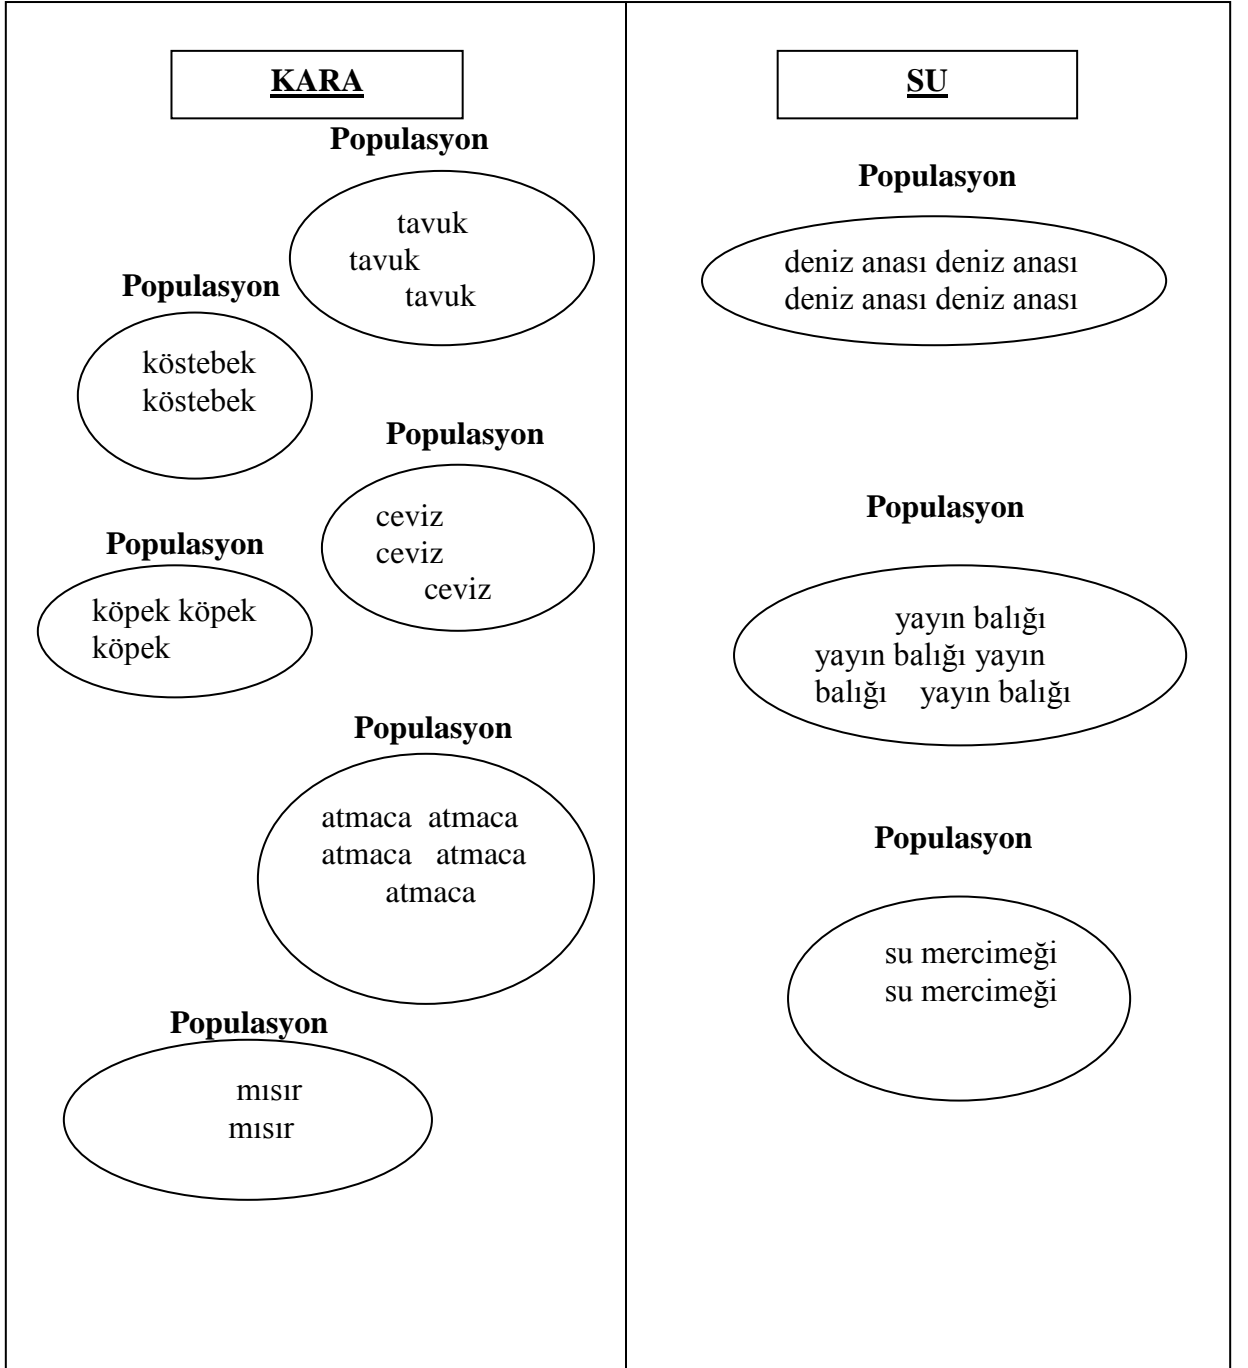 KARA
Populasyon
tavuk
tavuk
tavuk
Populasyon
köstebek
köstebek
Populasyon
ceviz
ceviz
ceviz
Populasyon
köpek köpek
köpek
Populasyon
atmaca atmaca
atmaca atmaca
atmaca
Populasyon
mısır
mısır
SU
Populasyon
deniz anası deniz anası
deniz anası deniz anası
Populasyon
yayın balığı
yayın balığı yayın
balığı yayın balığı
Populasyon
su mercimeği
su mercimeği